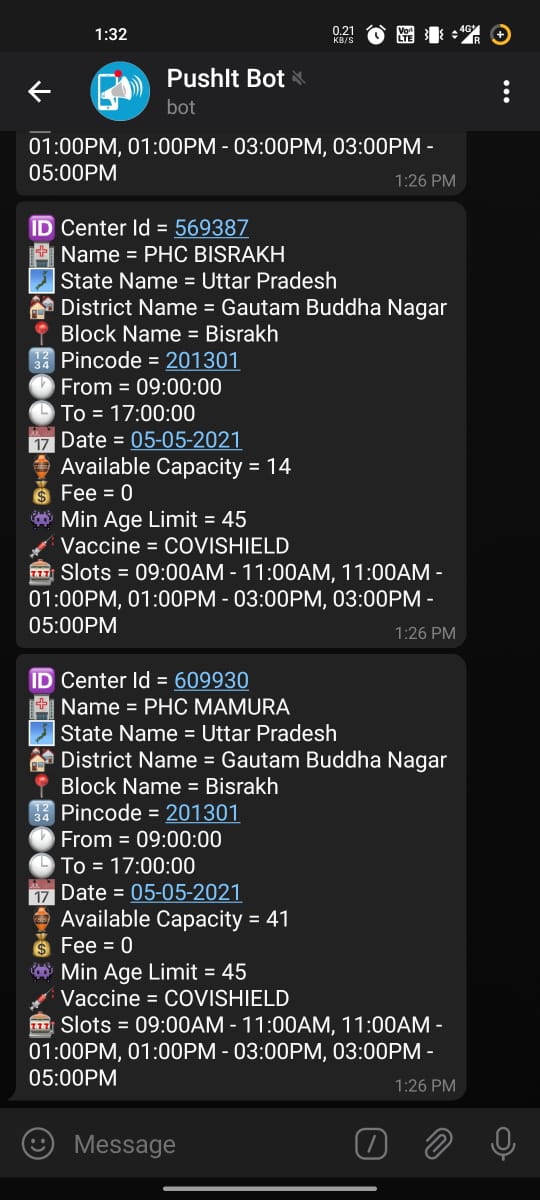 1:32
0.21
KB/S
Vo))
LTE
4G+
R
PushIt Bot
bot
01:00PM, 01:00PM - 03:00PM, 03:00PM -
05:00PM
1:26 PM
ID Center Id = 569387
Name = PHC BISRAKH
State Name = Uttar Pradesh
District Name = Gautam Buddha Nagar
Block Name = Bisrakh
1234 Pincode = 201301
From = 09:00:00
To = 17:00:00
JUL 17 Date = 05-05-2021
Available Capacity = 14
$ Fee = 0
Min Age Limit = 45
Vaccine = COVISHIELD
777 Slots = 09:00AM - 11:00AM, 11:00AM -
01:00PM, 01:00PM - 03:00PM, 03:00PM -
05:00PM
1:26 PM
ID Center Id = 609930
Name = PHC MAMURA
State Name = Uttar Pradesh
District Name = Gautam Buddha Nagar
Block Name = Bisrakh
1234 Pincode = 201301
From = 09:00:00
To = 17:00:00
JUL 17 Date = 05-05-2021
Available Capacity = 41
$ Fee = 0
Min Age Limit = 45
Vaccine = COVISHIELD
777 Slots = 09:00AM - 11:00AM, 11:00AM -
01:00PM, 01:00PM - 03:00PM, 03:00PM -
05:00PM
1:26 PM
Message